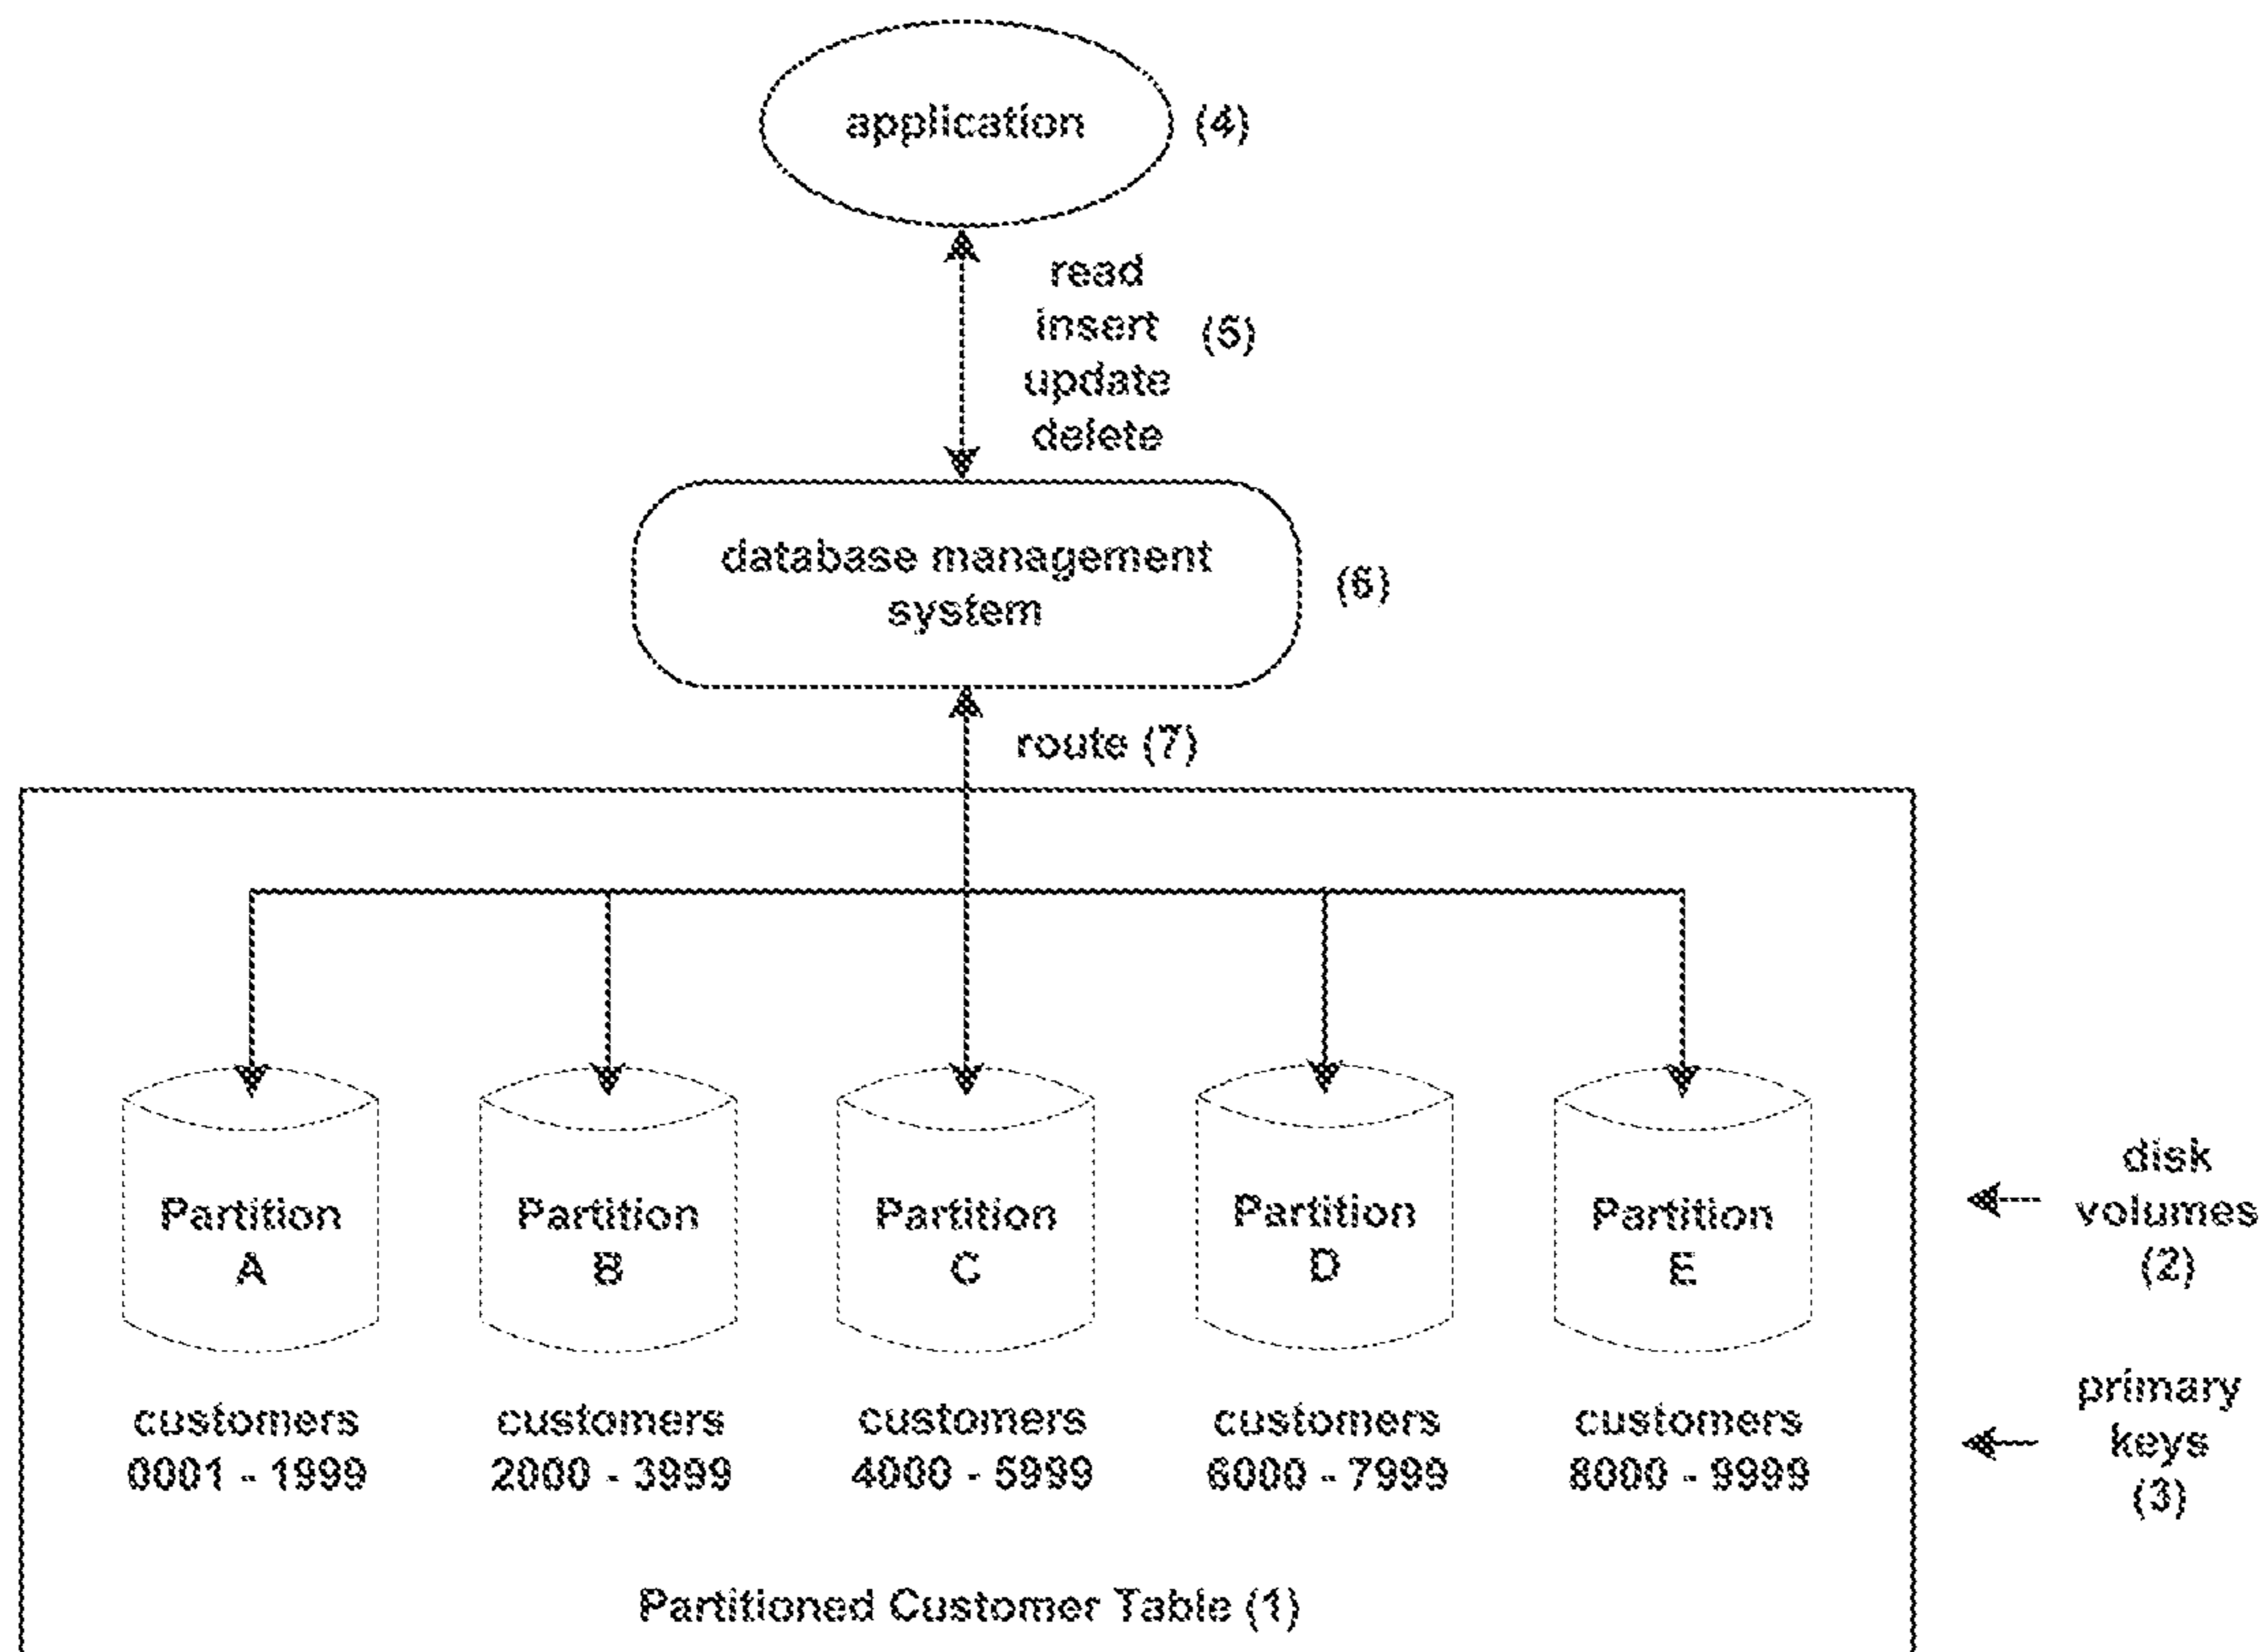 application (4)
read
insert (5)
update
delete
database management
system
(6)
route (7)
Partition
A
Partition
B
Partition
C
Partition
D
Partition
E
disk
volumes
(2)
customers
0001 - 1999
customers
2000 - 3999
customers
4000 - 5999
customers
6000 - 7999
customers
8000 - 9999
primary
keys
(3)
Partitioned Customer Table (1)